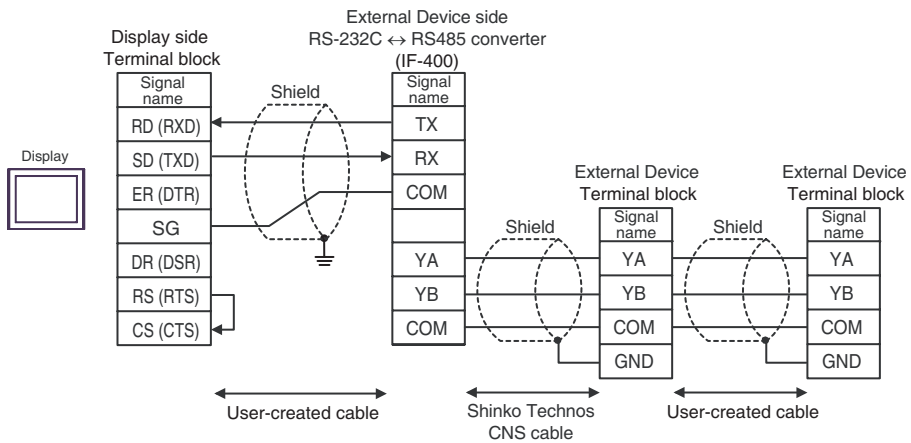 External Device side
RS-232C ↔ RS485 converter
(IF-400)
Display side
Terminal block
Signal
name
RD (RXD)
SD (TXD)
ER (DTR)
SG
DR (DSR)
RS (RTS)
CS (CTS)
Display
Shield
Signal
name
TX
RX
COM
YA
YB
COM
Shield
External Device
Terminal block
Signal
name
YA
YB
COM
GND
Shield
External Device
Terminal block
Signal
name
YA
YB
COM
GND
User-created cable
Shinko Technos
CNS cable
User-created cable